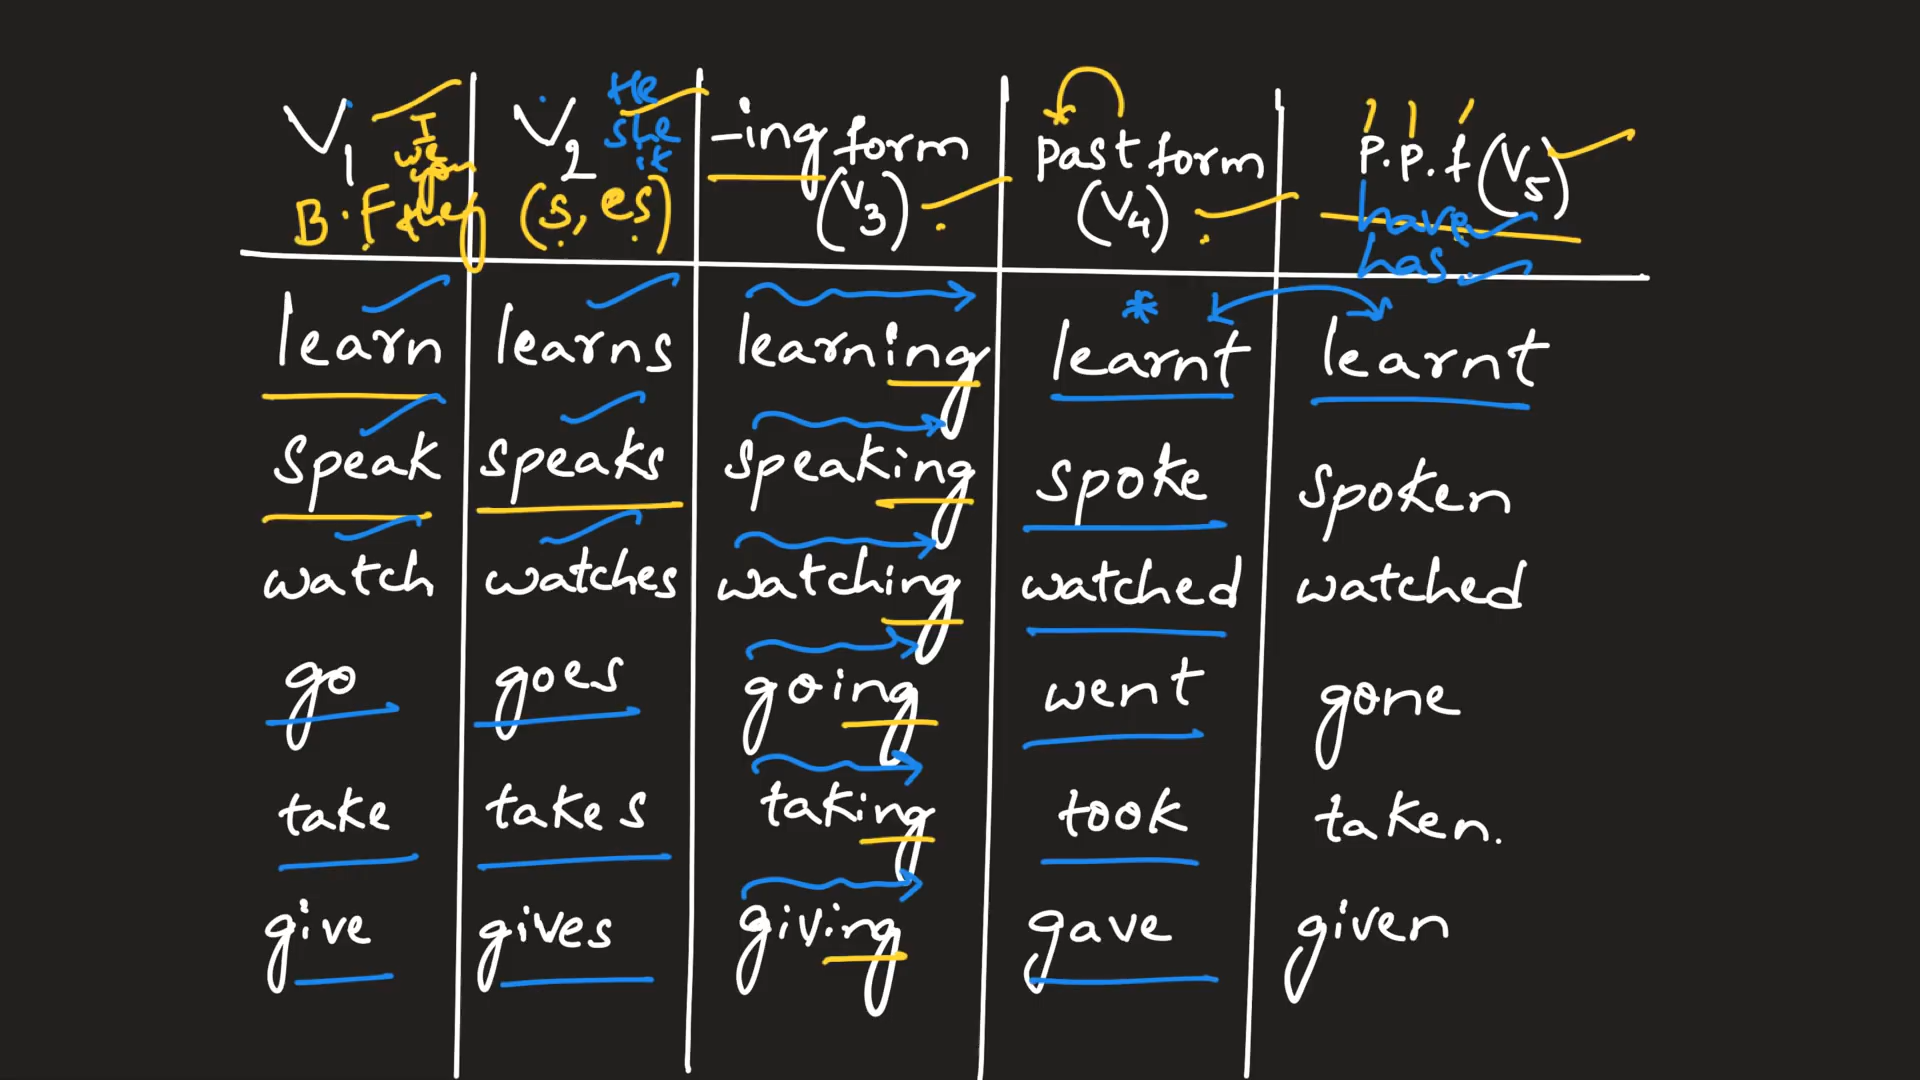 V1 I we you they B.F
V2 He she it (s, es)
-ing form (V3)
past form (V4)
p.p.f (V5) have has
learn learns learning learnt learnt
speak speaks speaking spoke spoken
watch watches watching watched watched
go goes going went gone
take takes taking took taken.
give gives giving gave given